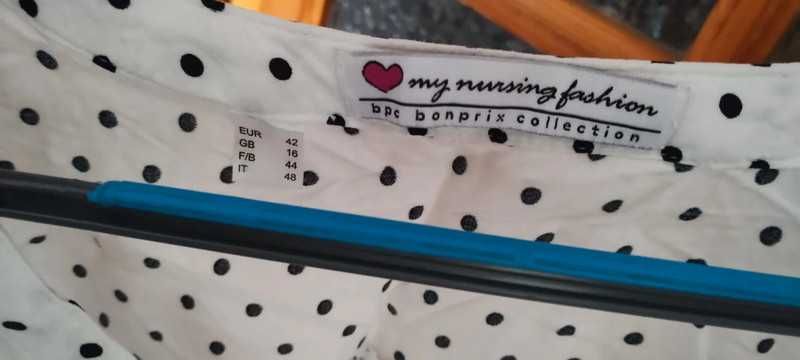 my nursing fashion
bpc bonprix collection
EUR 42
GB 16
F/B 44
IT 48